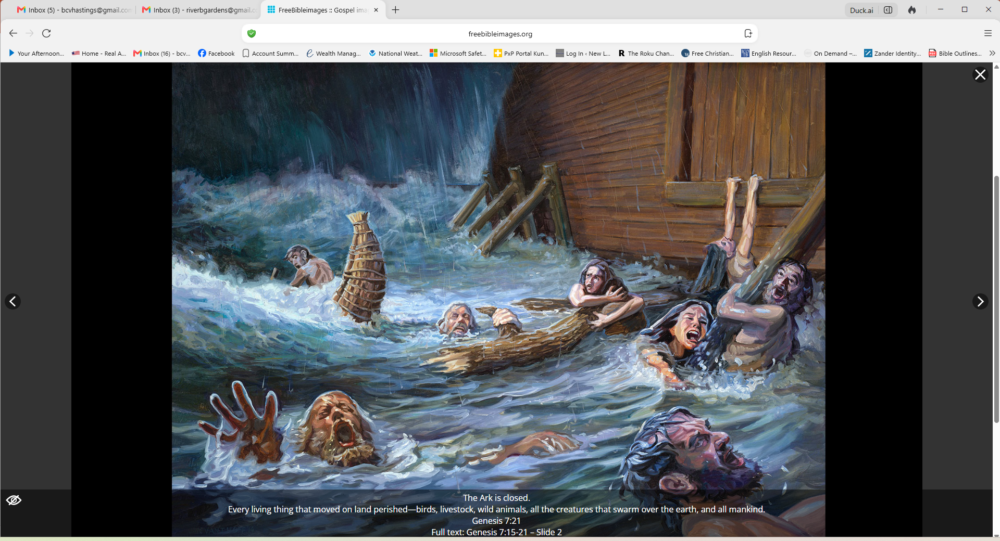 Inbox (5) - bcvhastings@gmail.com
Inbox (3) - riverbgardens@gmail.c
FreeBibleimages :: Gospel ima
Duck.ai
freebibleimages.org
Your Afternoon...
Home - Real A...
Inbox (16) - bcv...
Facebook
Account Summ...
Wealth Manag...
National Weat...
Microsoft Safet...
PxP Portal Kun...
Log In ‹ New L...
The Roku Chan...
Free Christian...
English Resour...
On Demand –...
Zander Identity...
Bible Outlines...
The Ark is closed.
Every living thing that moved on land perished—birds, livestock, wild animals, all the creatures that swarm over the earth, and all mankind.
Genesis 7:21
Full text: Genesis 7:15-21 – Slide 2